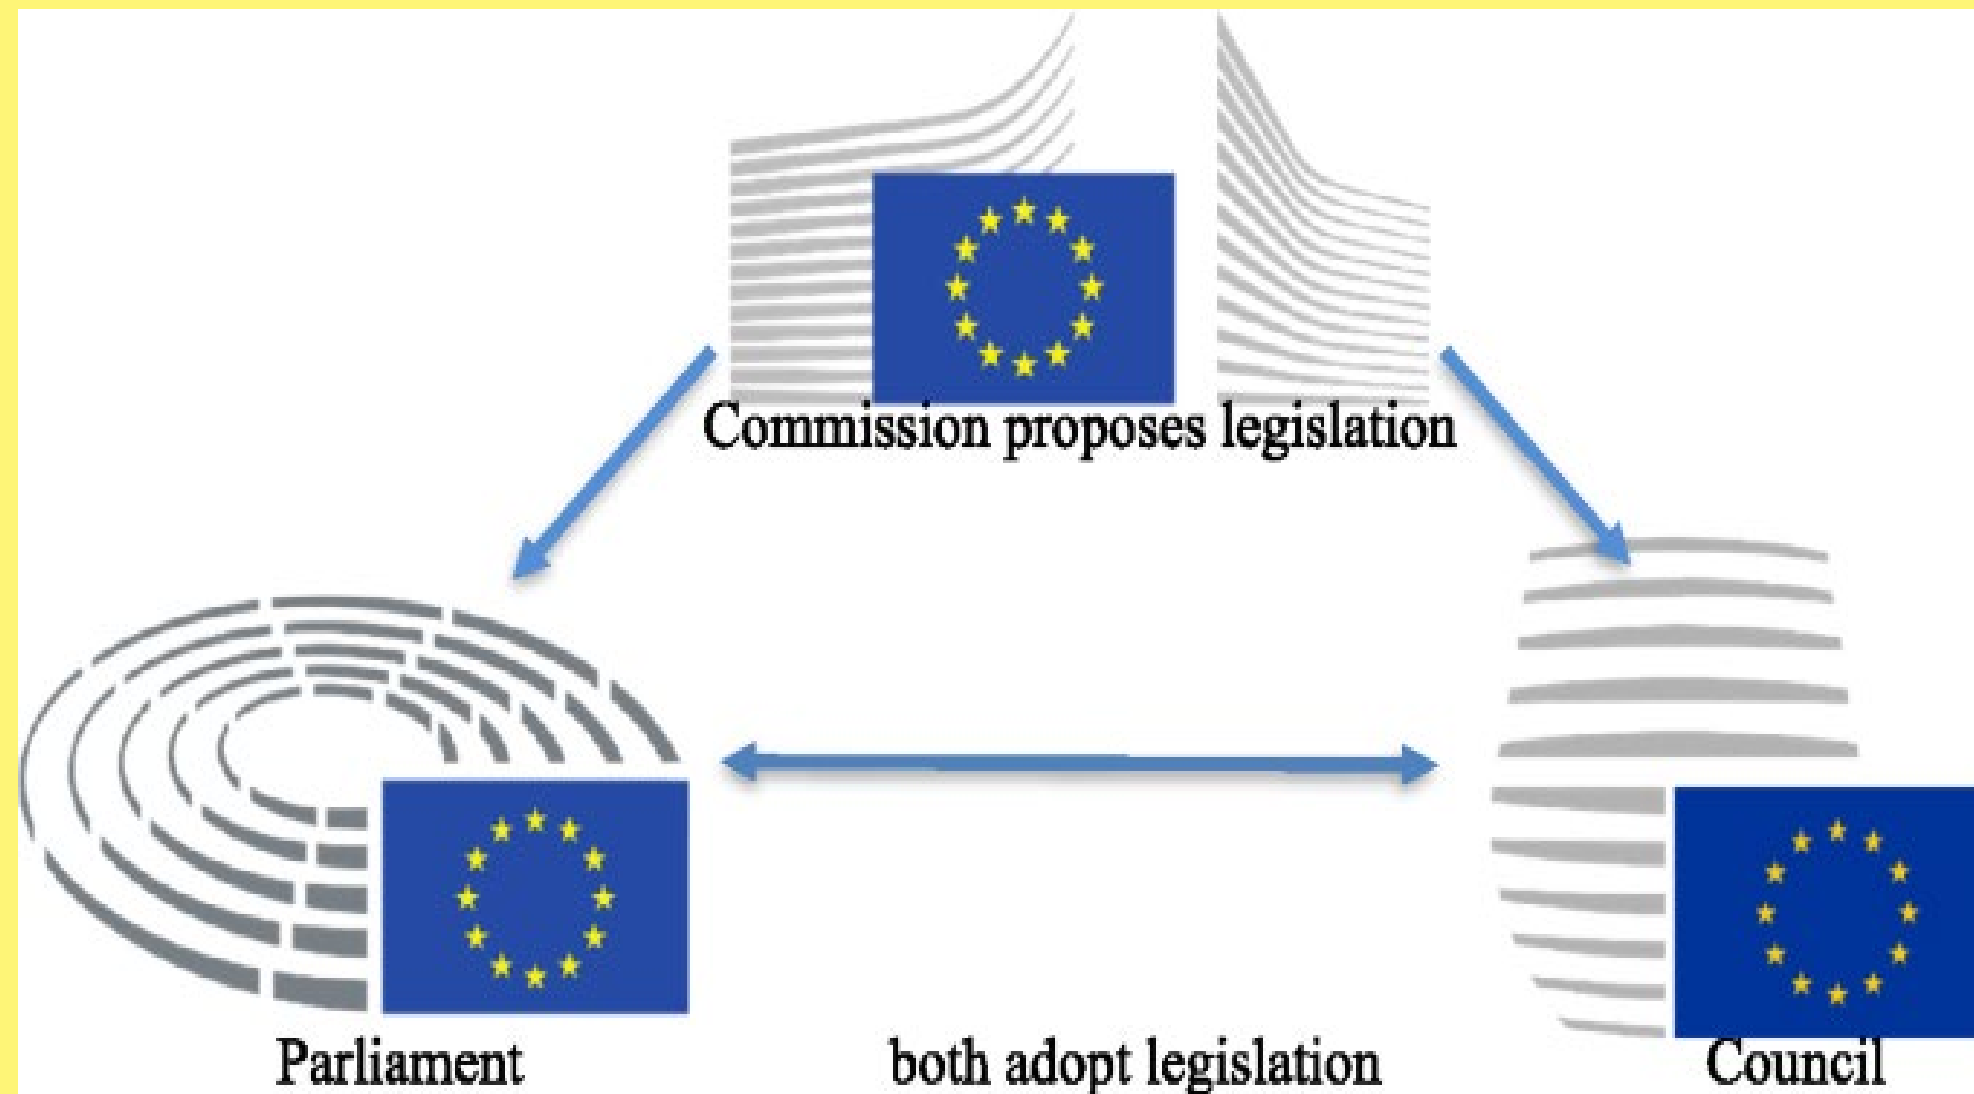 Commission proposes legislation
Parliament
both adopt legislation
Council